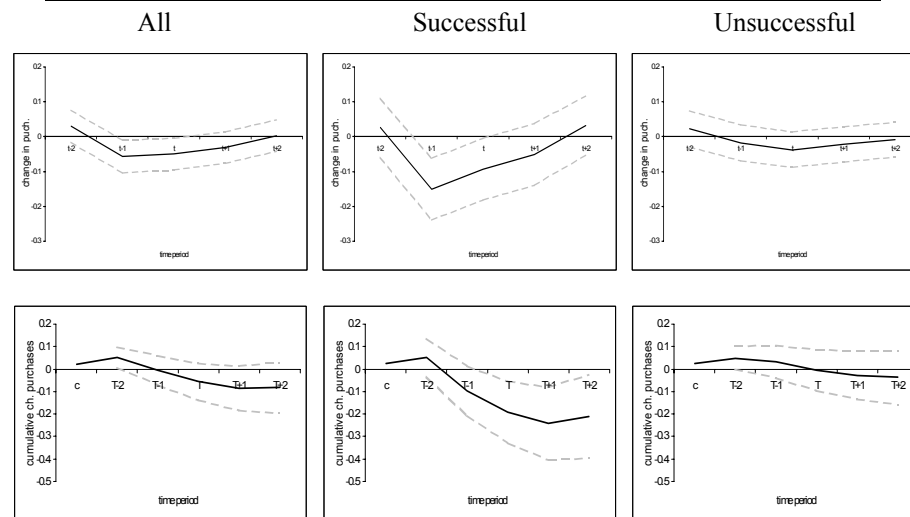 All Successful Unsuccessful
0.2 0.2 0.2
0.1 0.1 0.1
0 0 0
t-2 t-1 t t+1 t+2 t-2 t-1 t t+1 t+2 t-2 t-1 t t+1 t+2
-0.1 -0.1 -0.1
-0.2 -0.2 -0.2
-0.3 -0.3 -0.3
change in puch. change in puch. change in puch.
time period time period time period
0.2 0.2 0.2
0.1 0.1 0.1
0 0 0
c T-2 T-1 T T+1 T+2 c T-2 T-1 T T+1 T+2 c T-2 T-1 T T+1 T+2
-0.1 -0.1 -0.1
-0.2 -0.2 -0.2
-0.3 -0.3 -0.3
-0.4 -0.4 -0.4
-0.5 -0.5 -0.5
cumulative ch. purchases cumulative ch. purchases cumulative ch. purchases
time period time period time period